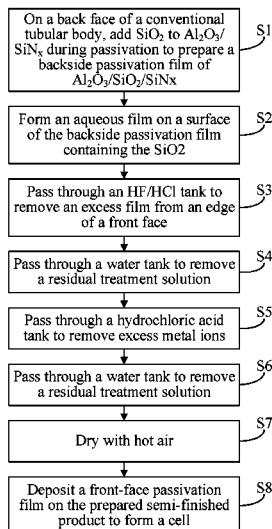 On a back face of a conventional
tubular body, add SiO2 to Al2O3/
SiNx during passivation to prepare a
backside passivation film of
Al2O3/SiO2/SiNx
S1
Form an aqueous film on a
surface of the backside passivation film
containing the SiO2
S2
Pass through an HF/HCl tank to
remove an excess film from an edge
of a front face
S3
Pass through a water tank to remove
a residual treatment solution
S4
Pass through a hydrochloric acid
tank to remove excess metal ions
S5
Pass through a water tank to remove
a residual treatment solution
S6
Dry with hot air
S7
Deposit a front-face passivation
film on the prepared semi-finished
product to form a cell
S8